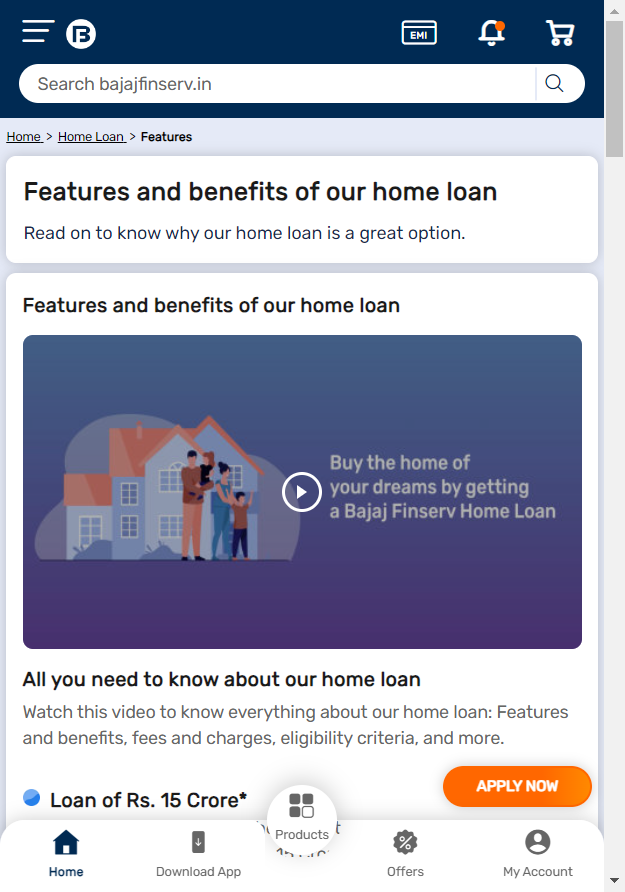 EMI
Search bajajfinserv.in
Home > Home Loan > Features
Features and benefits of our home loan
Read on to know why our home loan is a great option.
Features and benefits of our home loan
Buy the home of
your dreams by getting
a Bajaj Finserv Home Loan
All you need to know about our home loan
Watch this video to know everything about our home loan: Features
and benefits, fees and charges, eligibility criteria, and more.
APPLY NOW
Loan of Rs. 15 Crore*
Products
Home
Download App
Offers
My Account